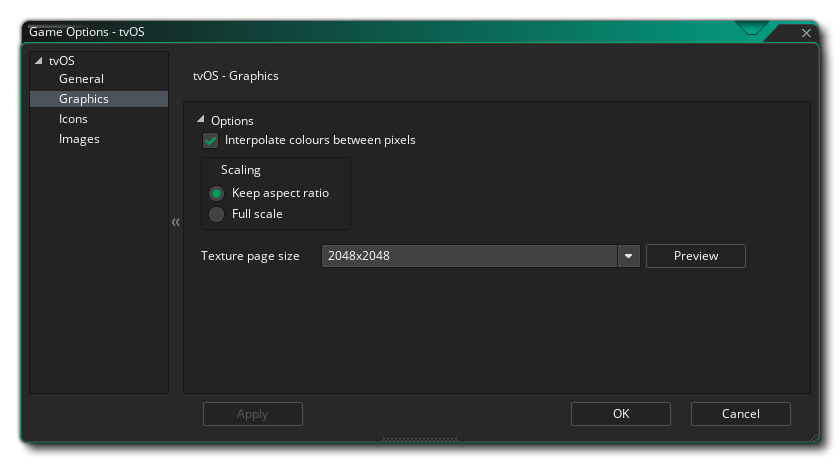 Game Options - tvOS
tvOS
General
Graphics
Icons
Images
tvOS - Graphics
Options
Interpolate colours between pixels
Scaling
Keep aspect ratio
Full scale
Texture page size
2048x2048
Preview
Apply
OK
Cancel